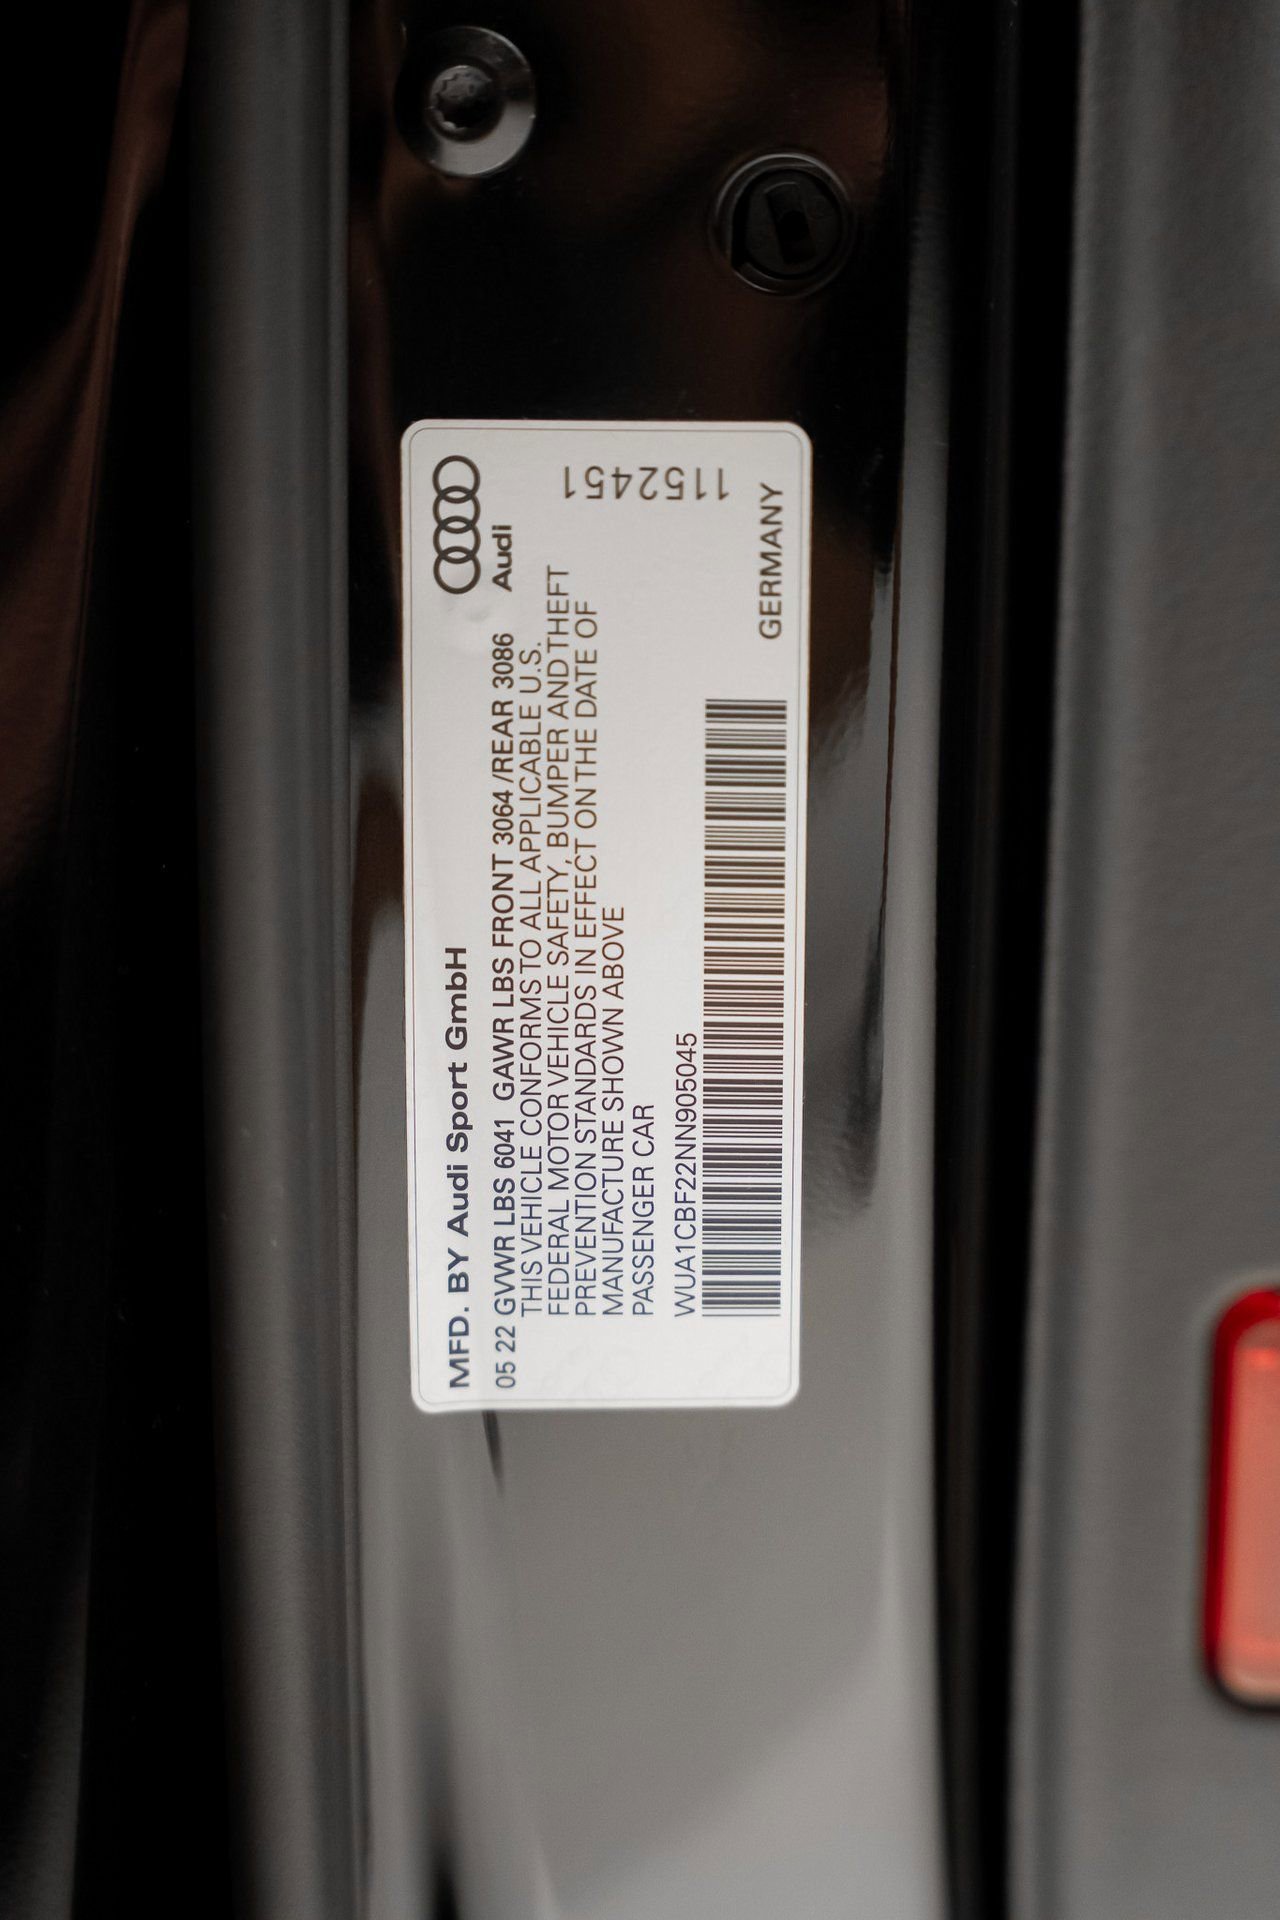 Audi
MFD. BY Audi Sport GmbH
05 22 GVWR LBS 6041 GAWR LBS FRONT 3064 /REAR 3086
THIS VEHICLE CONFORMS TO ALL APPLICABLE U.S.
FEDERAL MOTOR VEHICLE SAFETY, BUMPER AND THEFT
PREVENTION STANDARDS IN EFFECT ON THE DATE OF
MANUFACTURE SHOWN ABOVE
PASSENGER CAR
WUA1CBF22NN905045
GERMANY
1152451